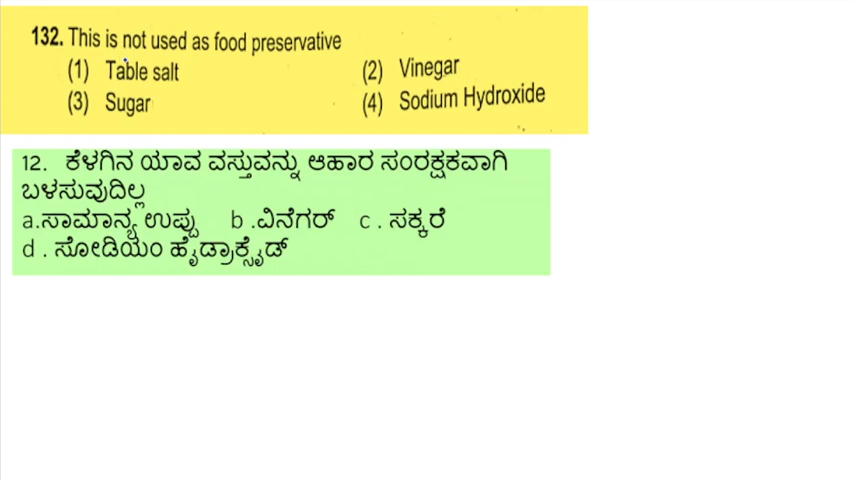 132. This is not used as food preservative
(1) Table salt (2) Vinegar
(3) Sugar (4) Sodium Hydroxide
12. ಕೆಳಗಿನ ಯಾವ ವಸ್ತುವನ್ನು ಆಹಾರ ಸಂರಕ್ಷಕವಾಗಿ
ಬಳಸುವುದಿಲ್ಲ
a.ಸಾಮಾನ್ಯ ಉಪ್ಪು b .ವಿನೆಗರ್ c . ಸಕ್ಕರೆ
d . ಸೋಡಿಯಂ ಹೈಡ್ರಾಕ್ಸೈಡ್